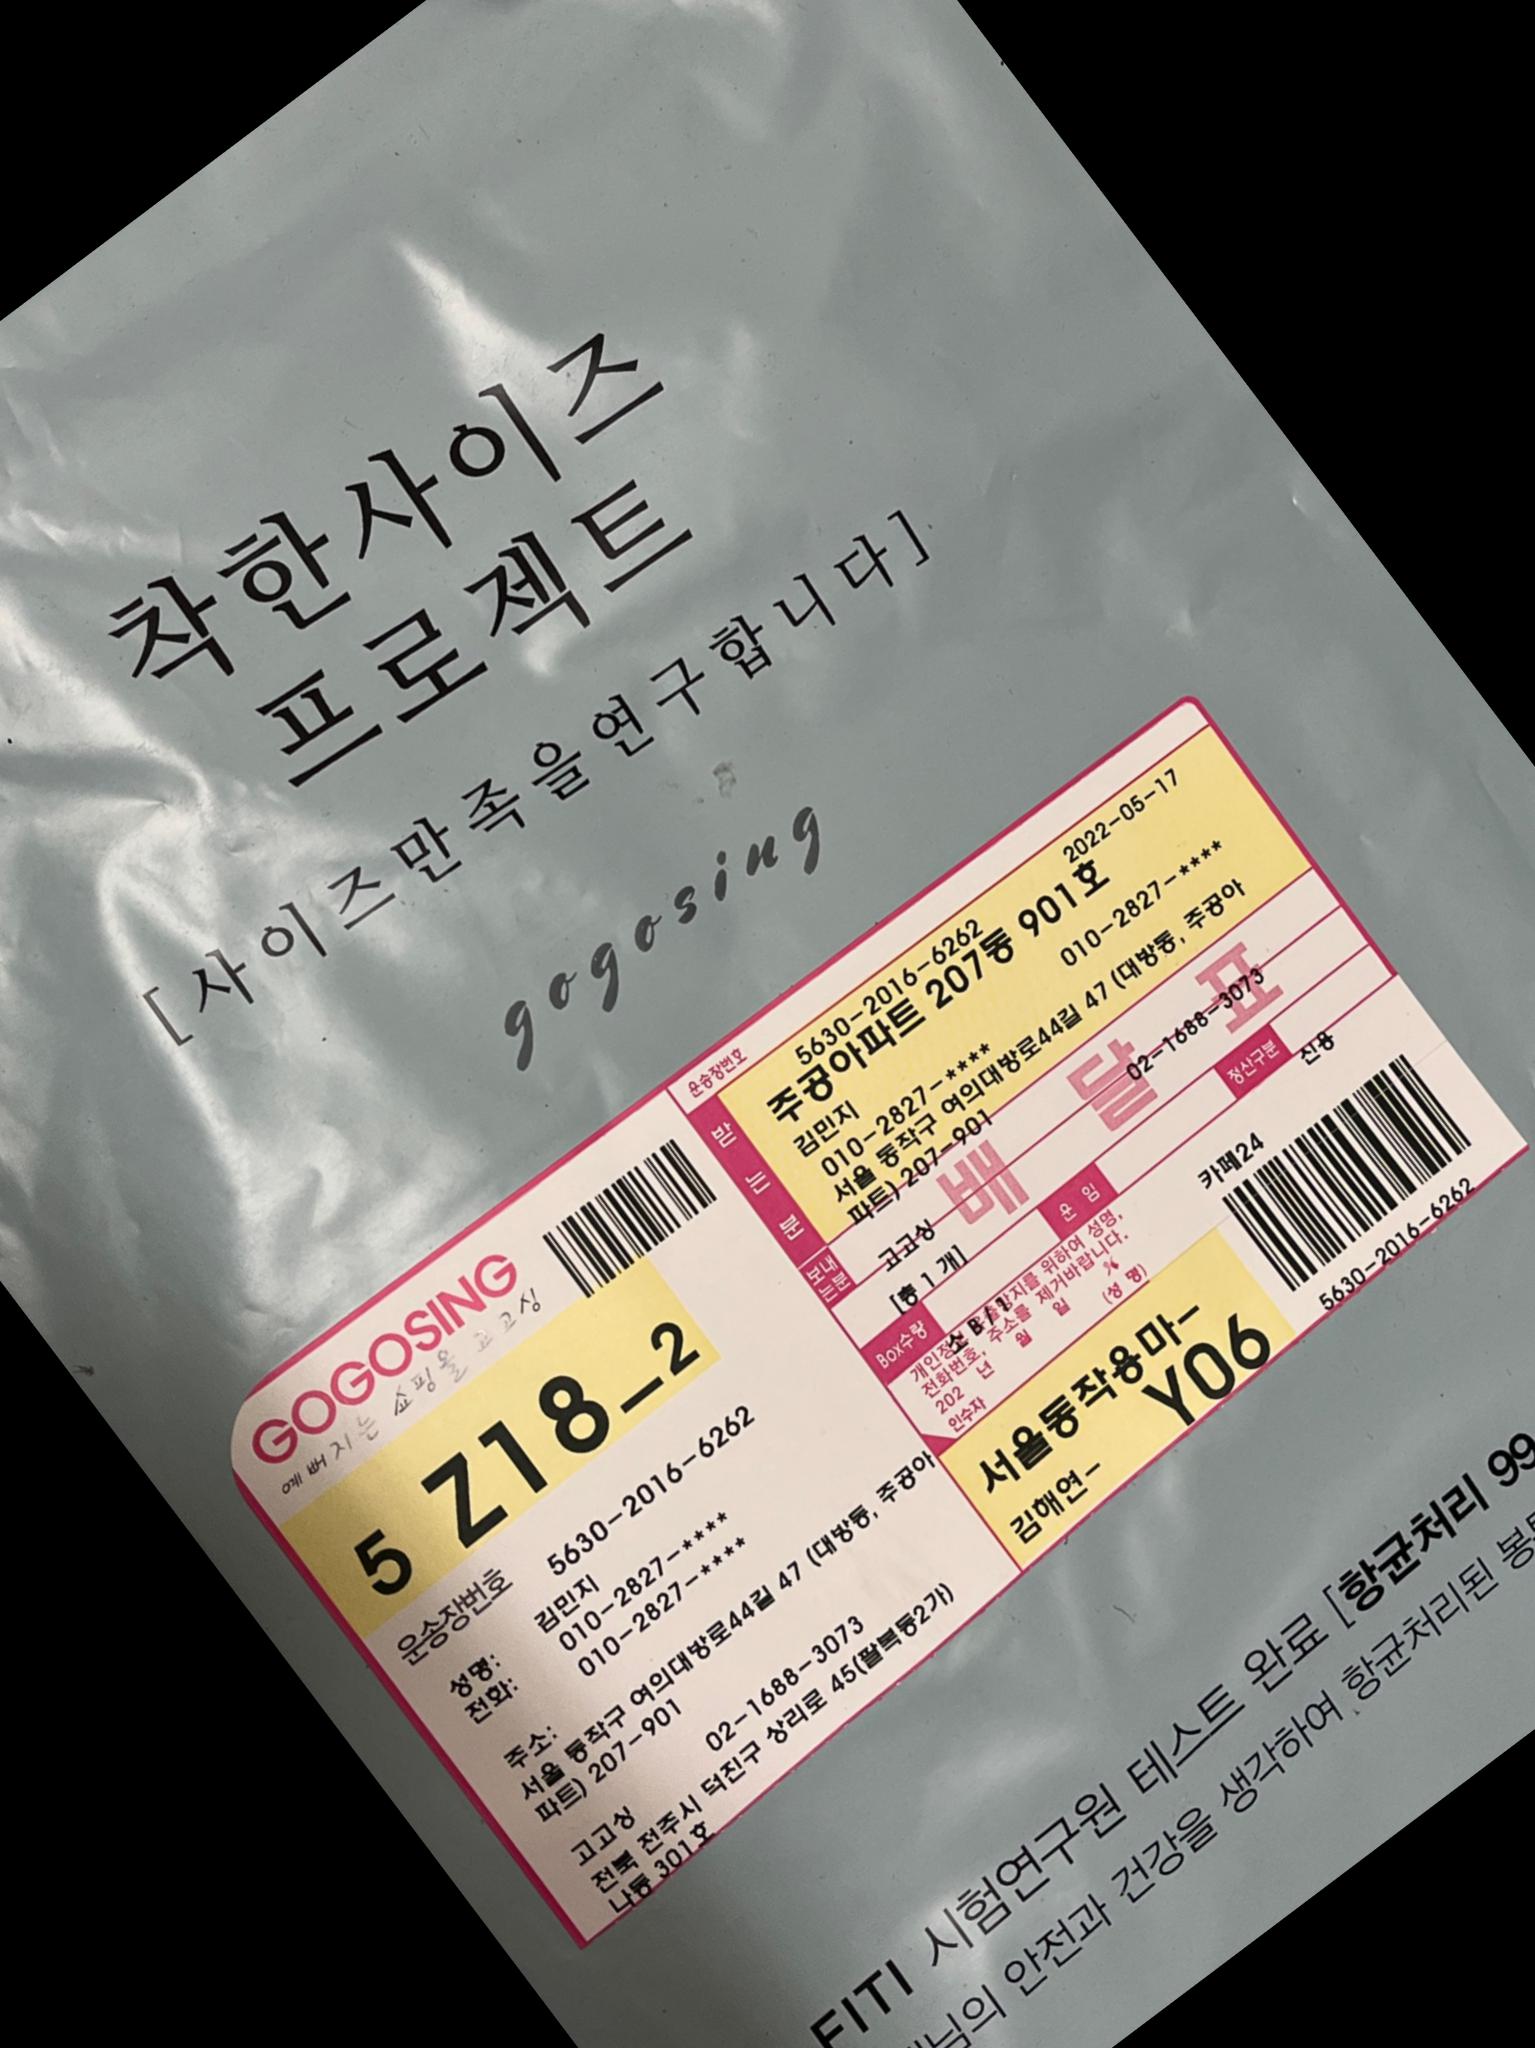 착한사이즈
프로젝트
[사이즈만족을연구합니다]
gogosing
GOGOSING
예뻐지는 쇼핑몰 고고싱
5 Z18_2
운송장번호 5630-2016-6262
성명: 김민지
전화: 010-2827-****
010-2827-****
주소:
서울 동작구 여의대방로44길 47 (대방동, 주공아
파트) 207-901
고고싱 02-1688-3073
전북 전주시 덕진구 상리로 45(팔복동2가)
나동 301호
운송장번호 5630-2016-6262 2022-05-17
받는분
주공아파트 207동 901호
김민지 010-2827-****
010-2827-****
서울 동작구 여의대방로44길 47 (대방동, 주공아
파트) 207-901
배달표
보내는분
고고싱 02-1688-3073
[총 1 개]
Box수량 소 B/1 운임 정산구분 신용
개인정보 유출방지를 위하여 성명,
전화번호, 주소를 제거바랍니다.
202 년 월 일 %
인수자 (성 명)
카페24
5630-2016-6262
서울동작용마-
김해연- Y06
FITI 시험연구원 테스트 완료 [항균처리 99
님의 안전과 건강을 생각하여 항균처리된